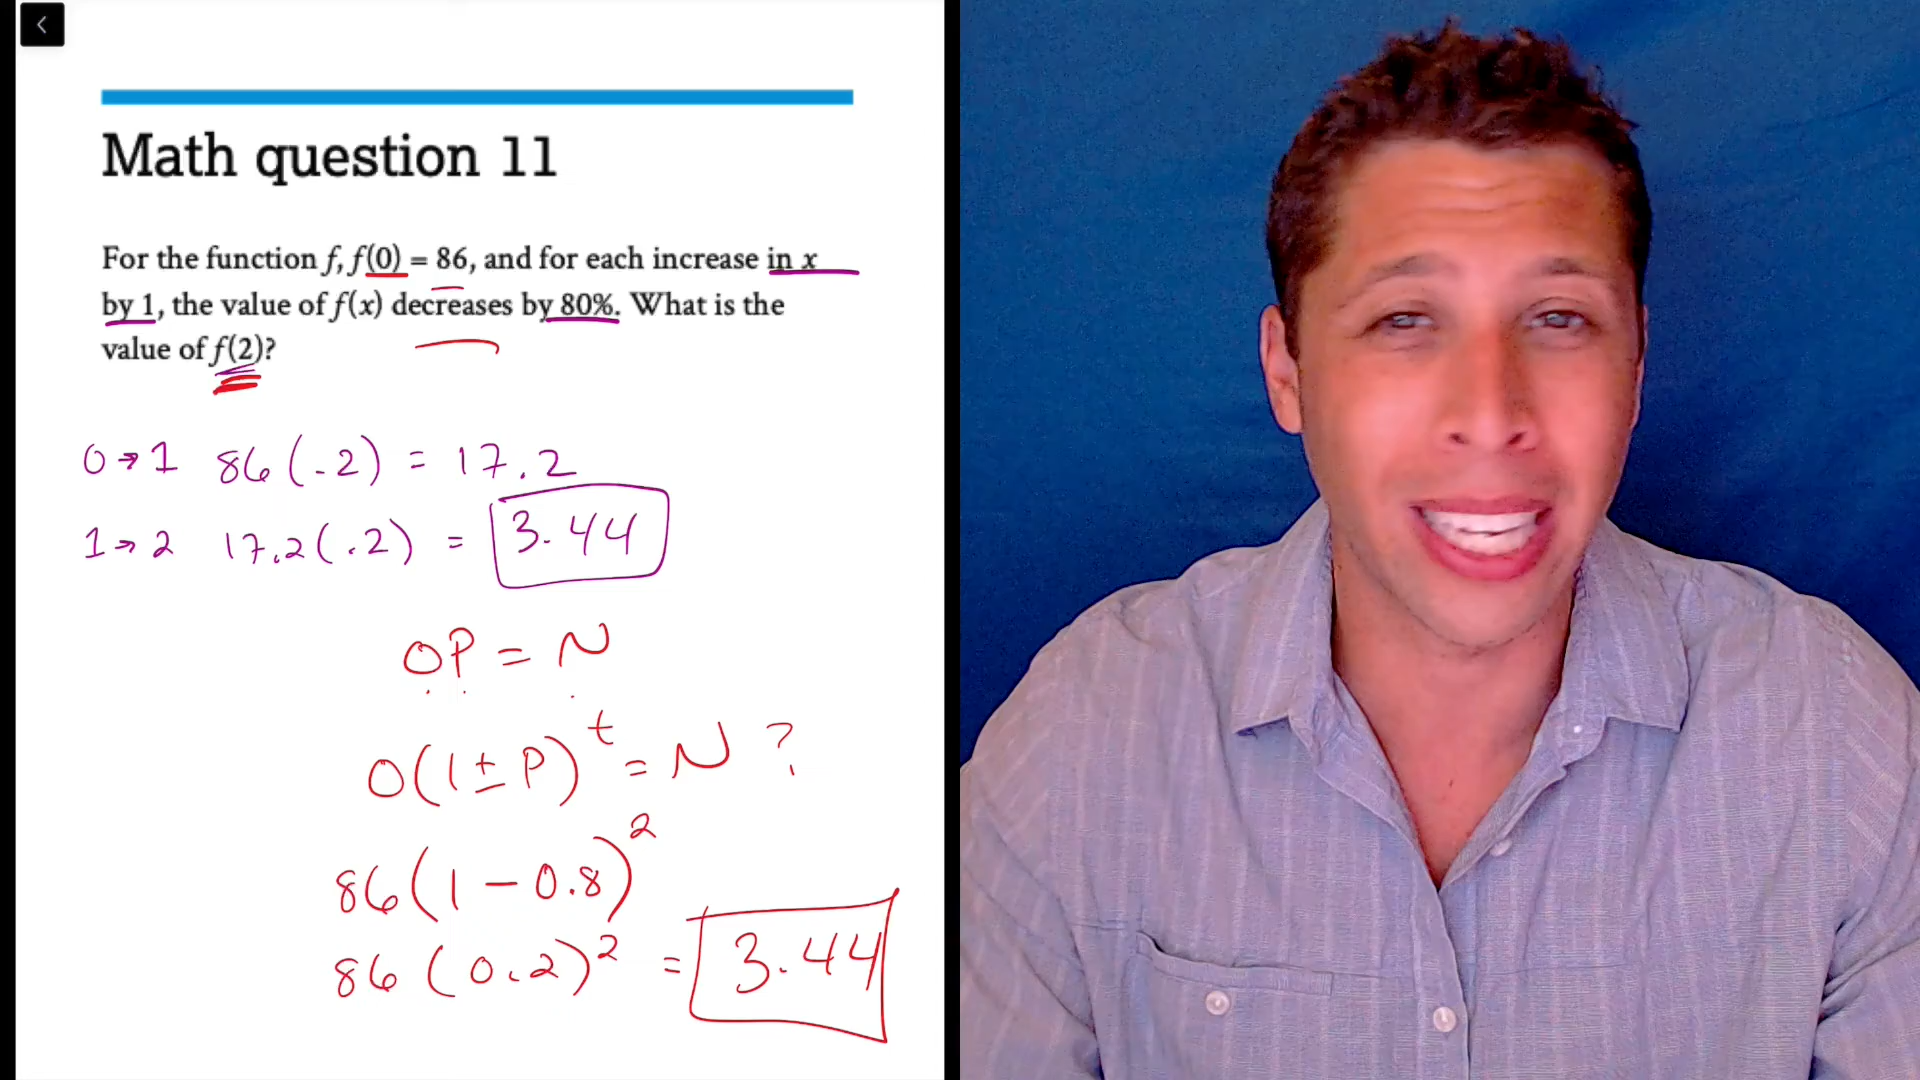 Math question 11
For the function f, f(0) = 86, and for each increase in x
by 1, the value of f(x) decreases by 80%. What is the
value of f(2)?
0→1 86(.2) = 17.2
1→2 17.2(.2) = 3.44
OP = N
O(1±P)^t = N ?
86(1-0.8)^2
86(0.2)^2 = 3.44